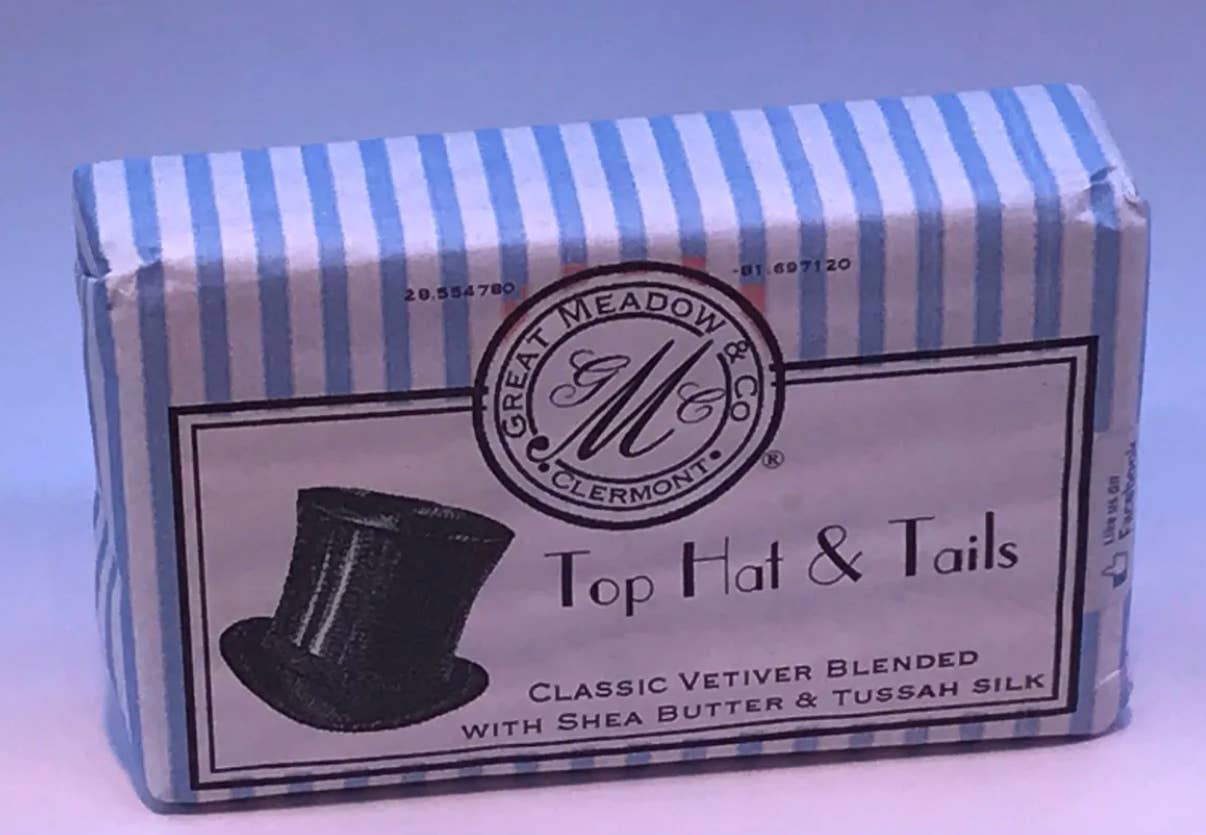 28.554780
-81.697120
GREAT MEADOW & CO
GMC
CLERMONT
®
Top Hat & Tails
CLASSIC VETIVER BLENDED
WITH SHEA BUTTER & TUSSAH SILK
Like us on
Facebook